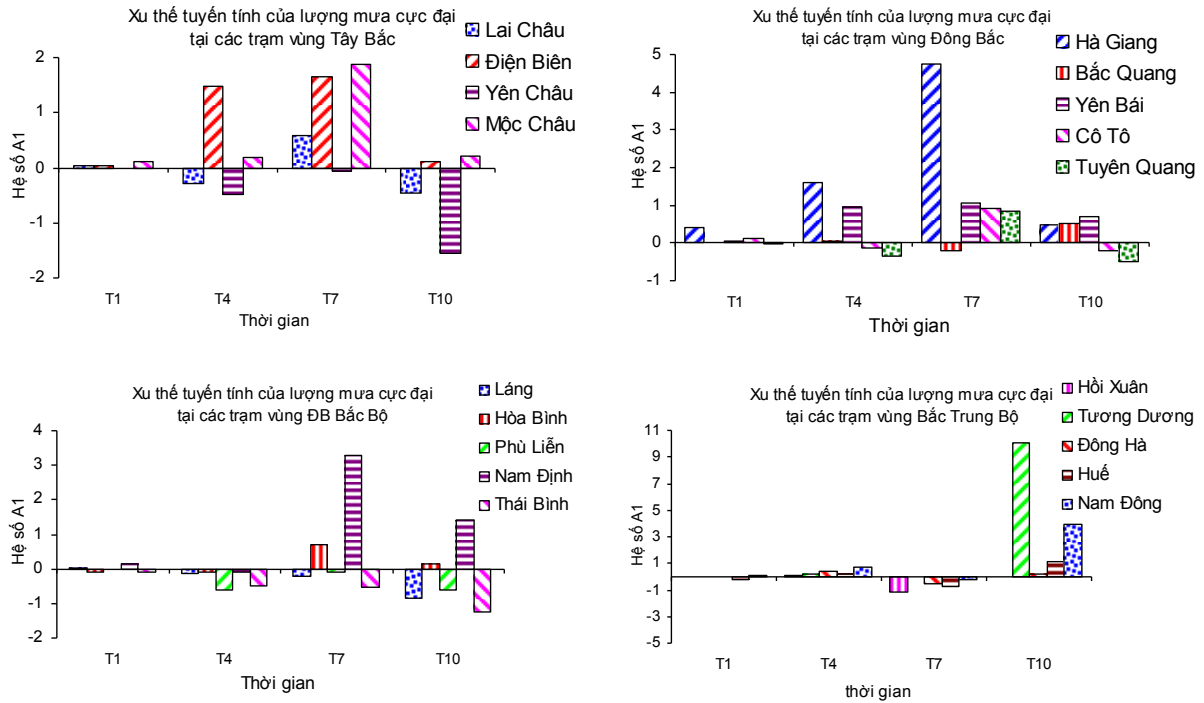 Xu thế tuyến tính của lượng mưa cực đại
tại các trạm vùng Tây Bắc
Lai Châu
Điện Biên
Yên Châu
Mộc Châu
Hệ số A1
2
1
0
-1
-2
T1
T4
T7
T10
Thời gian
Xu thế tuyến tính của lượng mưa cực đại
tại các trạm vùng Đông Bắc
Hà Giang
Bắc Quang
Yên Bái
Cô Tô
Tuyên Quang
Hệ số A1
5
4
3
2
1
0
-1
T1
T4
T7
T10
Thời gian
Xu thế tuyến tính của lượng mưa cực đại
tại các trạm vùng ĐB Bắc Bộ
Láng
Hòa Bình
Phù Liễn
Nam Định
Thái Bình
Hệ số A1
4
3
2
1
0
-1
-2
T1
T4
T7
T10
Thời gian
Xu thế tuyến tính của lượng mưa cực đại
tại các trạm vùng Bắc Trung Bộ
Hồi Xuân
Tương Dương
Đông Hà
Huế
Nam Đông
Hệ số A1
11
9
7
5
3
1
-1
-3
-5
T1
T4
T7
T10
thời gian